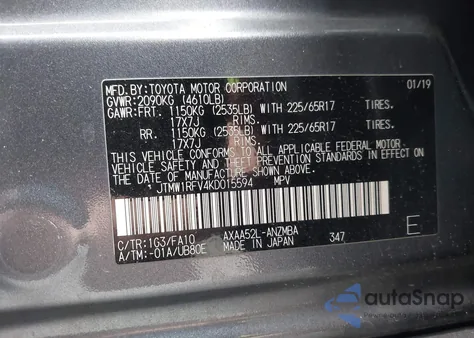 MFD.BY:TOYOTA MOTOR CORPORATION 01/19
GVWR:2090KG (4610LB)
GAWR:FRT. 1150KG (2535LB) WITH 225/65R17 TIRES.
17X7J RIMS.
RR. 1150KG (2535LB) WITH 225/65R17 TIRES.
17X7J RIMS.
THIS VEHICLE CONFORMS TO ALL APPLICABLE FEDERAL MOTOR
VEHICLE SAFETY AND THEFT PREVENTION STANDARDS IN EFFECT
ON THE DATE OF MANUFACTURE SHOWN ABOVE.
JTMW1RFV4KD015594 MPV
C/TR:1G3/FA10 AXAA52L-ANZMBA E
A/TM:-01A/UB80E MADE IN JAPAN 347
autoSnap